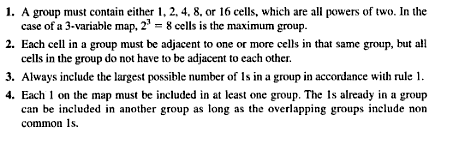 1. A group must contain either 1, 2, 4, 8, or 16 cells, which are all powers of two. In the
case of a 3-variable map, 2³ = 8 cells is the maximum group.
2. Each cell in a group must be adjacent to one or more cells in that same group, but all
cells in the group do not have to be adjacent to each other.
3. Always include the largest possible number of 1s in a group in accordance with rule 1.
4. Each 1 on the map must be included in at least one group. The 1s already in a group
can be included in another group as long as the overlapping groups include non
common 1s.